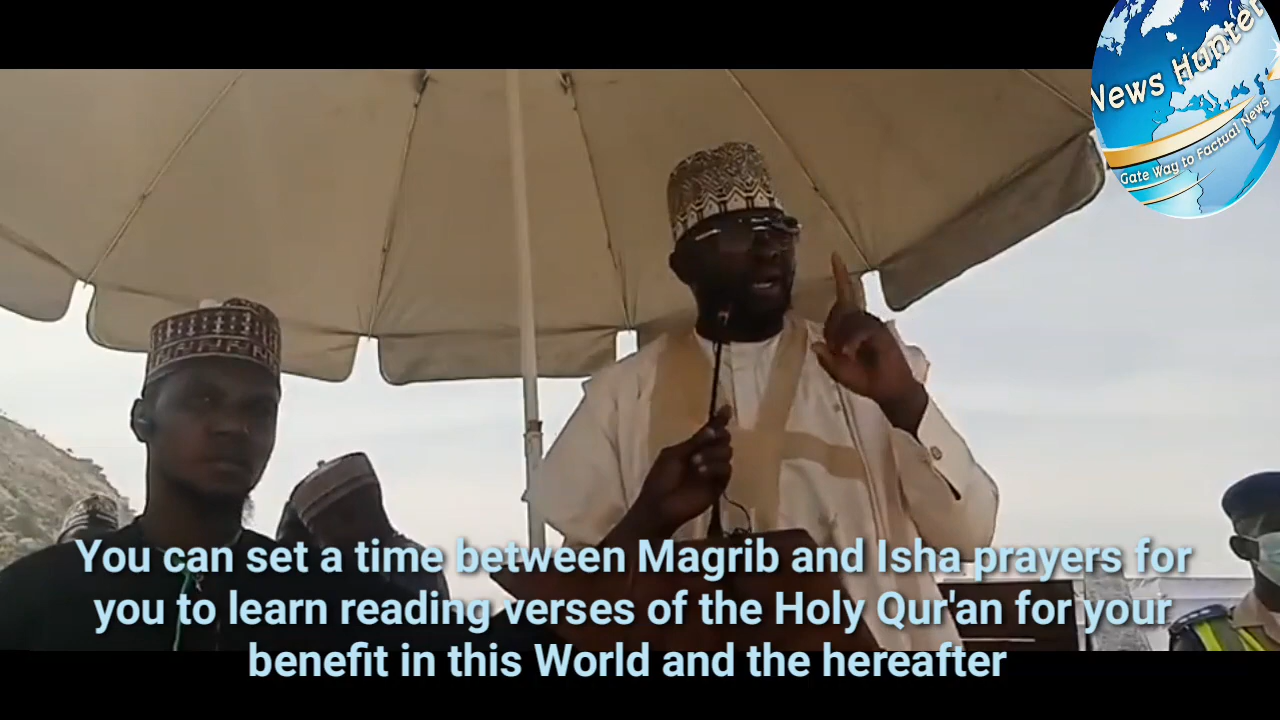 News Hunter
Gate Way to Factual News
You can set a time between Magrib and Isha prayers for
you to learn reading verses of the Holy Qur'an for your
benefit in this World and the hereafter